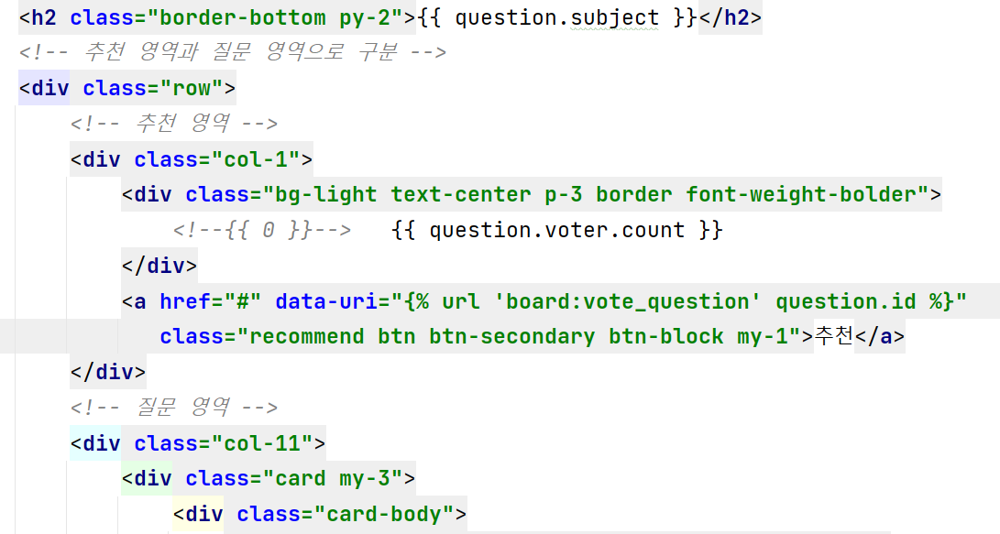 <h2 class="border-bottom py-2">{{ question.subject }}</h2>
<!-- 추천 영역과 질문 영역으로 구분 -->
<div class="row">
<!-- 추천 영역 -->
<div class="col-1">
<div class="bg-light text-center p-3 border font-weight-bolder">
<!--{{ 0 }}--> {{ question.voter.count }}
</div>
<a href="#" data-uri="{% url 'board:vote_question' question.id %}"
class="recommend btn btn-secondary btn-block my-1">추천</a>
</div>
<!-- 질문 영역 -->
<div class="col-11">
<div class="card my-3">
<div class="card-body">